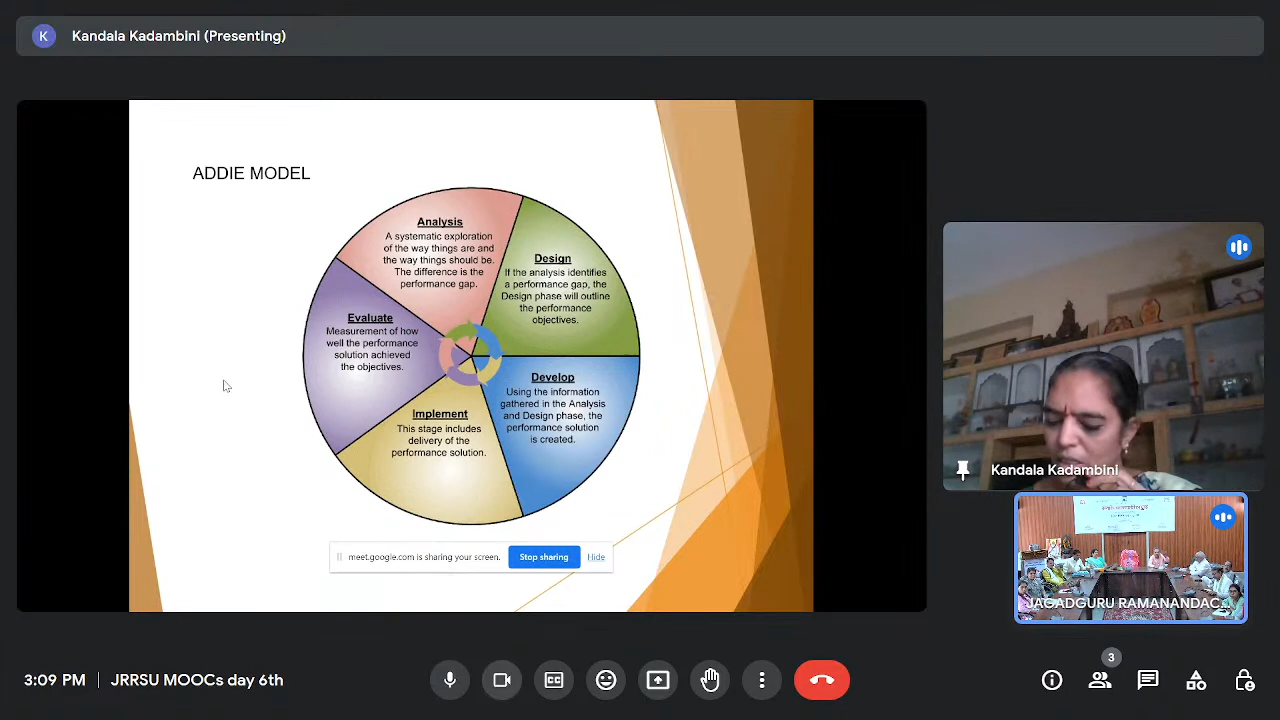 K Kandala Kadambini (Presenting)
ADDIE MODEL
Analysis
A systematic exploration
of the way things are and
the way things should be.
The difference is the
performance gap.
Design
If the analysis identifies
a performance gap, the
Design phase will outline
the performance
objectives.
Evaluate
Measurement of how
well the performance
solution achieved
the objectives.
Develop
Using the information
gathered in the Analysis
and Design phase, the
performance solution
is created.
Implement
This stage includes
delivery of the
performance solution.
meet.google.com is sharing your screen. Stop sharing Hide
Kandala Kadambini
JAGADGURU RAMANANDAC...
3:09 PM | JRRSU MOOCs day 6th
3